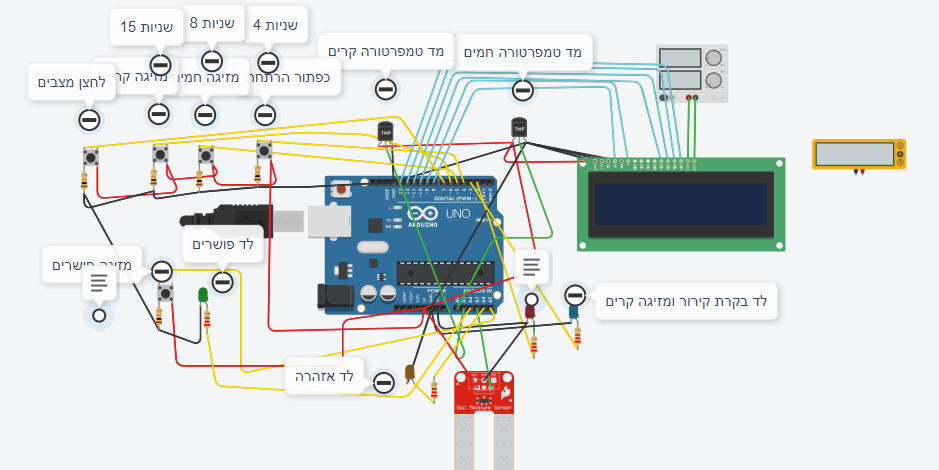 15 שניות
8 שניות
4 שניות
מד טמפרטורה קרים
מד טמפרטורה חמים
לחצן מצבים
מזיגה
מזיגה חמים
כפתור הרתחה
TMP
TMP
DIGITAL (PWM~)
UNO
ARDUINO
POWER
ANALOG IN
לד פושרים
מזיגה פושרים
לד בקרת קירור ומזיגה קרים
לד אזהרה
Soil Moisture Sensor